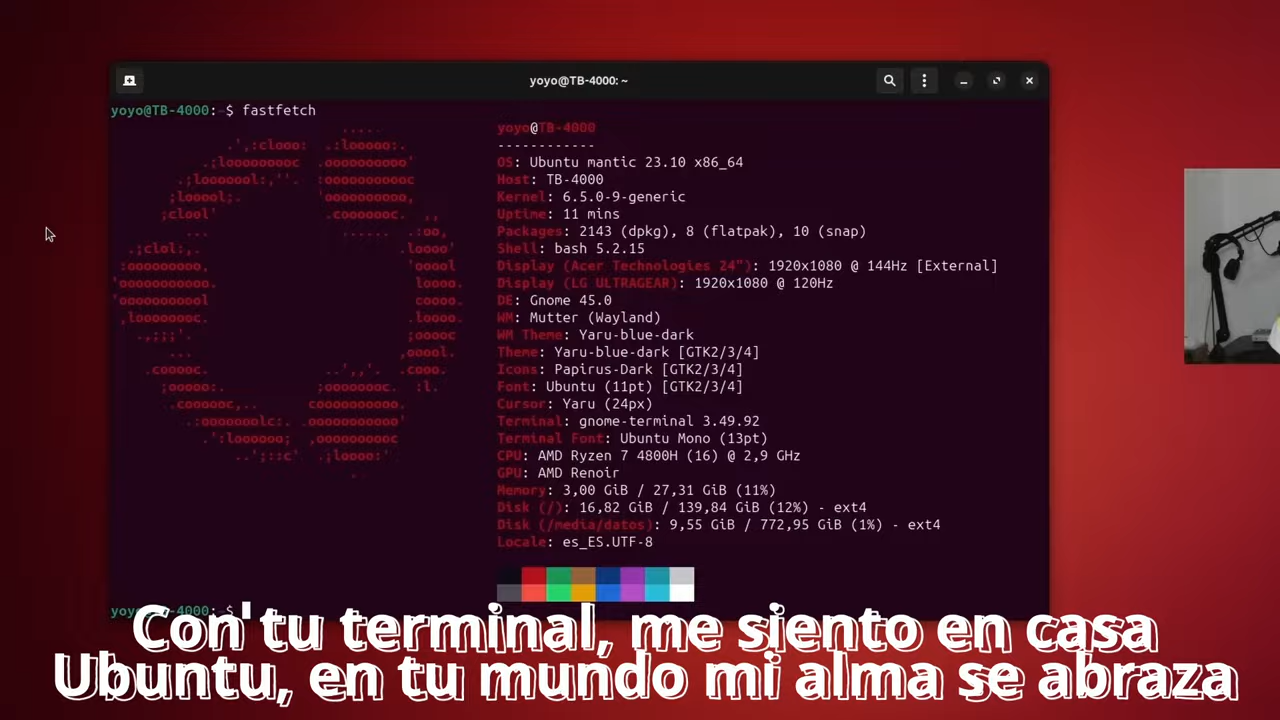 yoyo@TB-4000: ~
yoyo@TB-4000:~$ fastfetch
yoyo@TB-4000
------------
OS: Ubuntu mantic 23.10 x86_64
Host: TB-4000
Kernel: 6.5.0-9-generic
Uptime: 11 mins
Packages: 2143 (dpkg), 8 (flatpak), 10 (snap)
Shell: bash 5.2.15
Display (Acer Technologies 24"): 1920x1080 @ 144Hz [External]
Display (LG ULTRAGEAR): 1920x1080 @ 120Hz
DE: Gnome 45.0
WM: Mutter (Wayland)
WM Theme: Yaru-blue-dark
Theme: Yaru-blue-dark [GTK2/3/4]
Icons: Papirus-Dark [GTK2/3/4]
Font: Ubuntu (11pt) [GTK2/3/4]
Cursor: Yaru (24px)
Terminal: gnome-terminal 3.49.92
Terminal Font: Ubuntu Mono (13pt)
CPU: AMD Ryzen 7 4800H (16) @ 2,9 GHz
GPU: AMD Renoir
Memory: 3,00 GiB / 27,31 GiB (11%)
Disk (/): 16,82 GiB / 139,84 GiB (12%) - ext4
Disk (/media/datos): 9,55 GiB / 772,95 GiB (1%) - ext4
Locale: es_ES.UTF-8
yoyo@TB-4000:~$
Con tu terminal, me siento en casa
Ubuntu, en tu mundo mi alma se abraza